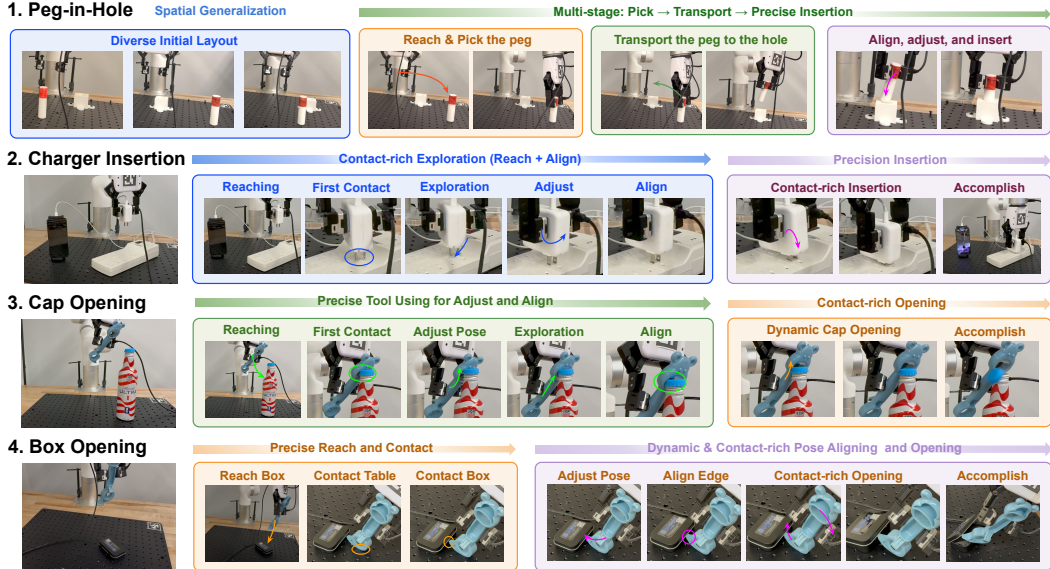 1. Peg-in-Hole
Spatial Generalization
Multi-stage: Pick → Transport → Precise Insertion
Diverse Initial Layout
Reach & Pick the peg
Transport the peg to the hole
Align, adjust, and insert
2. Charger Insertion
Contact-rich Exploration (Reach + Align)
Precision Insertion
Reaching
First Contact
Exploration
Adjust
Align
Contact-rich Insertion
Accomplish
3. Cap Opening
Precise Tool Using for Adjust and Align
Contact-rich Opening
Reaching
First Contact
Adjust Pose
Exploration
Align
Dynamic Cap Opening
Accomplish
4. Box Opening
Precise Reach and Contact
Dynamic & Contact-rich Pose Aligning and Opening
Reach Box
Contact Table
Contact Box
Adjust Pose
Align Edge
Contact-rich Opening
Accomplish